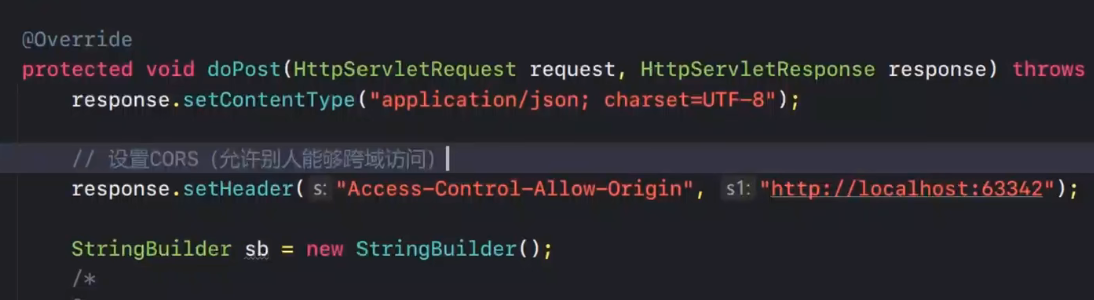 @Override
protected void doPost(HttpServletRequest request, HttpServletResponse response) throws
response.setContentType("application/json; charset=UTF-8");
// 设置CORS（允许别人能够跨域访问）
response.setHeader( s: "Access-Control-Allow-Origin", s1: "http://localhost:63342");
StringBuilder sb = new StringBuilder();
/*